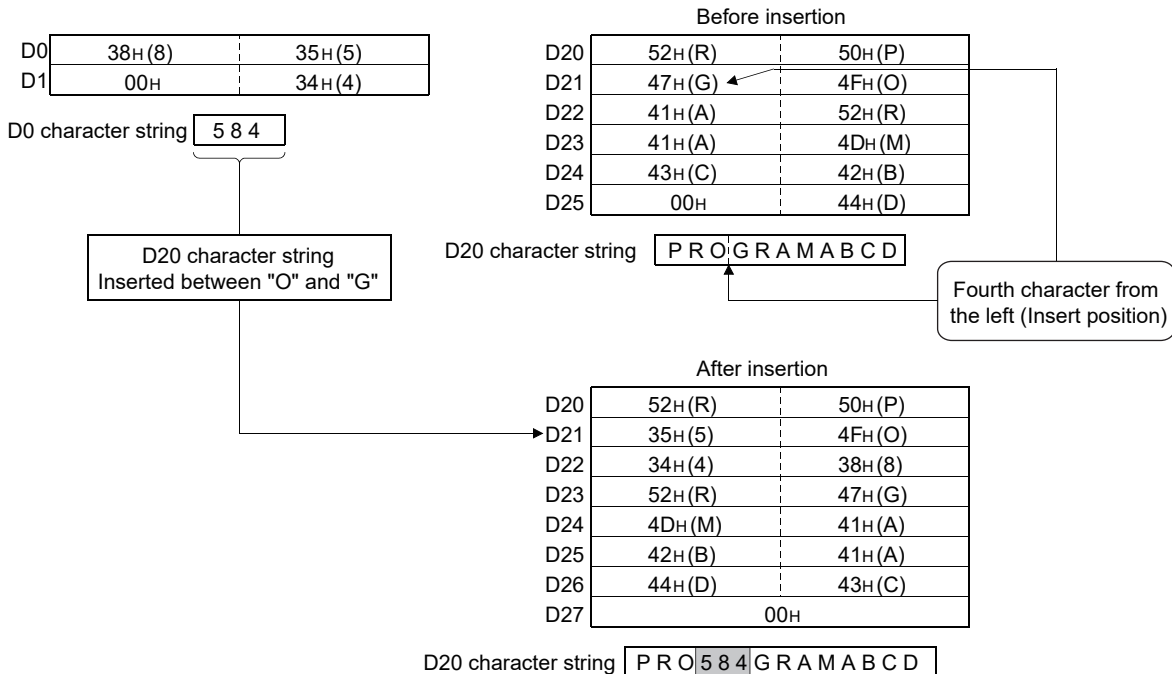 Before insertion
D0 38H(8) 35H(5)
D1 00H 34H(4)
D0 character string 5 8 4
D20 52H(R) 50H(P)
D21 47H(G) 4FH(O)
D22 41H(A) 52H(R)
D23 41H(A) 4DH(M)
D24 43H(C) 42H(B)
D25 00H 44H(D)
D20 character string P R O G R A M A B C D
D20 character string
Inserted between "O" and "G"
Fourth character from
the left (Insert position)
After insertion
D20 52H(R) 50H(P)
D21 35H(5) 4FH(O)
D22 34H(4) 38H(8)
D23 52H(R) 47H(G)
D24 4DH(M) 41H(A)
D25 42H(B) 41H(A)
D26 44H(D) 43H(C)
D27 00H
D20 character string P R O 5 8 4 G R A M A B C D